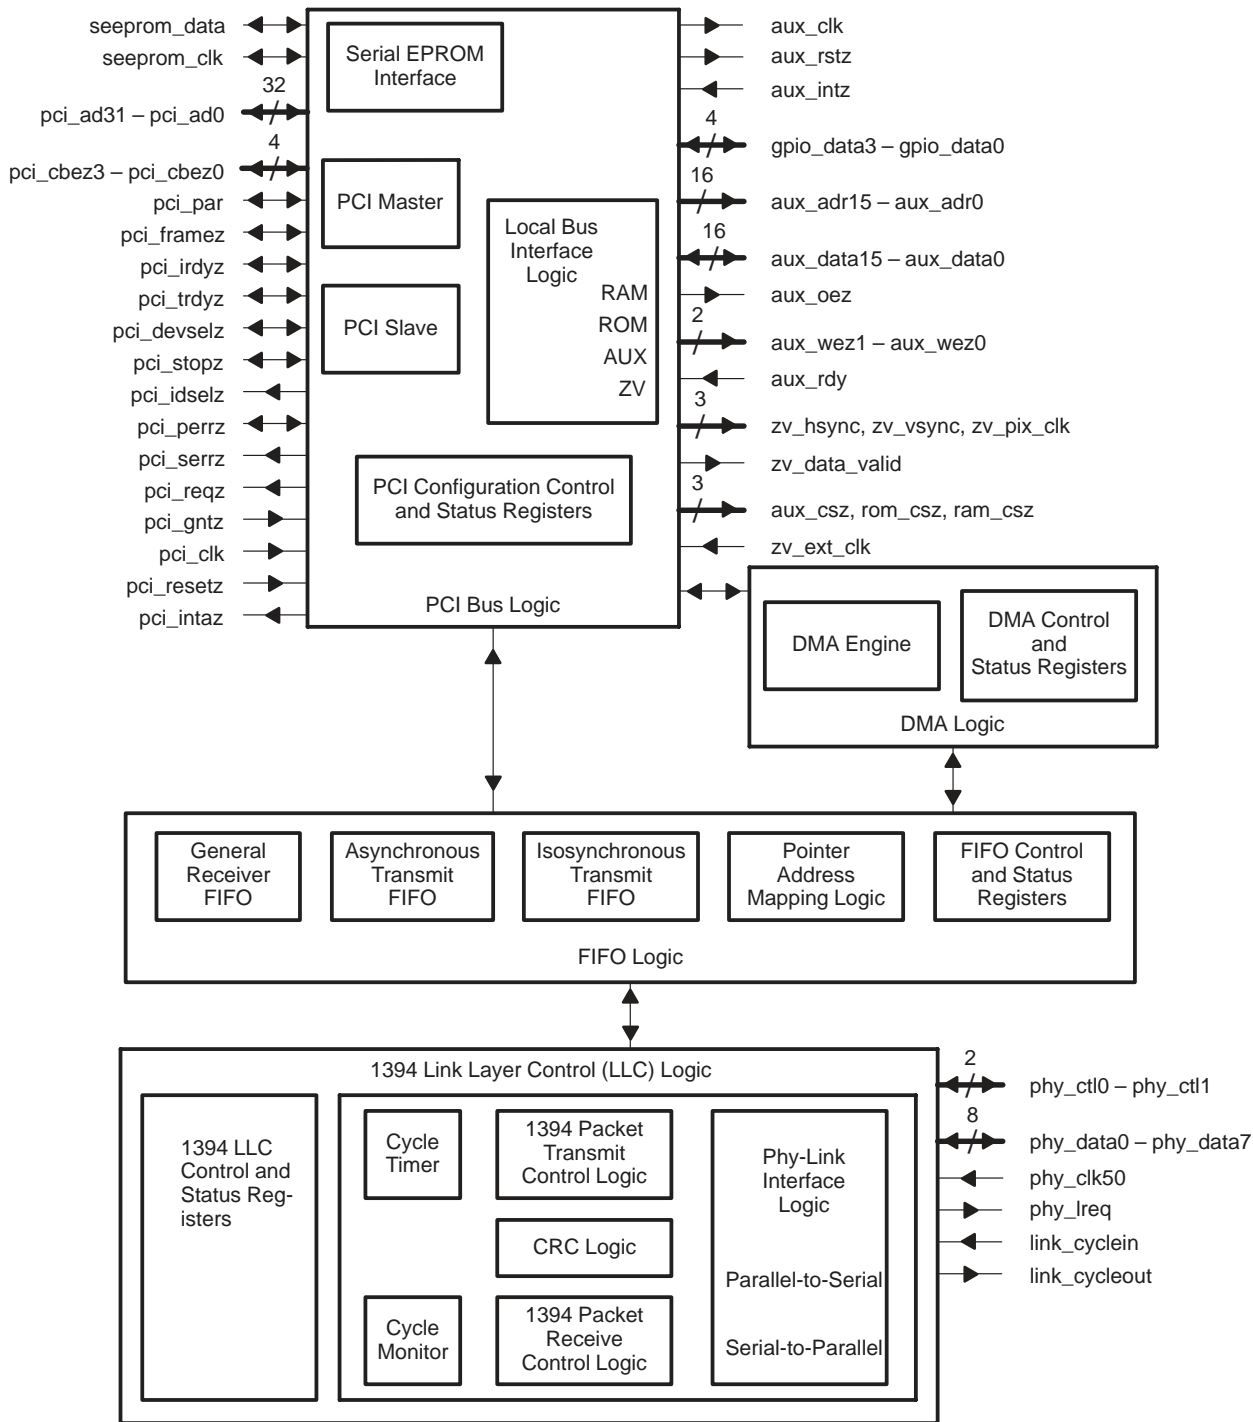 seeprom_data
seeprom_clk
32
pci_ad31 – pci_ad0
4
pci_cbez3 – pci_cbez0
pci_par
pci_framez
pci_irdyz
pci_trdyz
pci_devselz
pci_stopz
pci_idselz
pci_perrz
pci_serrz
pci_reqz
pci_gntz
pci_clk
pci_resetz
pci_intaz
Serial EPROM
Interface
PCI Master
PCI Slave
Local Bus
Interface
Logic
RAM
ROM
AUX
ZV
PCI Configuration Control
and Status Registers
PCI Bus Logic
aux_clk
aux_rstz
aux_intz
4
gpio_data3 – gpio_data0
16
aux_adr15 – aux_adr0
16
aux_data15 – aux_data0
aux_oez
2
aux_wez1 – aux_wez0
aux_rdy
3
zv_hsync, zv_vsync, zv_pix_clk
zv_data_valid
3
aux_csz, rom_csz, ram_csz
zv_ext_clk
DMA Engine
DMA Control
and
Status Registers
DMA Logic
General
Receiver
FIFO
Asynchronous
Transmit
FIFO
Isosynchronous
Transmit
FIFO
Pointer
Address
Mapping Logic
FIFO Control
and Status
Registers
FIFO Logic
1394 Link Layer Control (LLC) Logic
1394 LLC
Control and
Status Reg-
isters
Cycle
Timer
1394 Packet
Transmit
Control Logic
CRC Logic
Cycle
Monitor
1394 Packet
Receive
Control Logic
Phy-Link
Interface
Logic
Parallel-to-Serial
Serial-to-Parallel
2
phy_ctl0 – phy_ctl1
8
phy_data0 – phy_data7
phy_clk50
phy_lreq
link_cyclein
link_cycleout